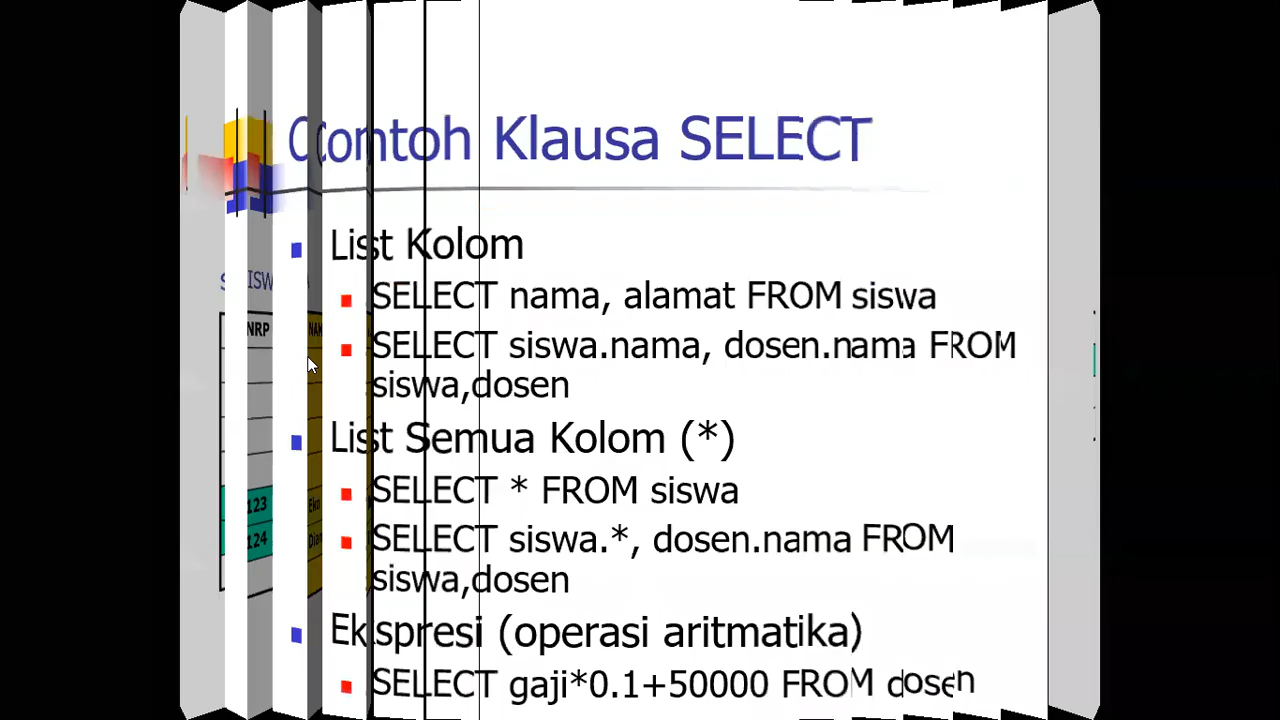 Contoh Klausa SELECT
List Kolom
SELECT nama, alamat FROM siswa
SELECT siswa.nama, dosen.nama FROM
siswa,dosen
List Semua Kolom (*)
SELECT * FROM siswa
SELECT siswa.*, dosen.nama FROM
siswa,dosen
Ekspresi (operasi aritmatika)
SELECT gaji*0.1+50000 FROM dosen
NRP
123
Eko
124